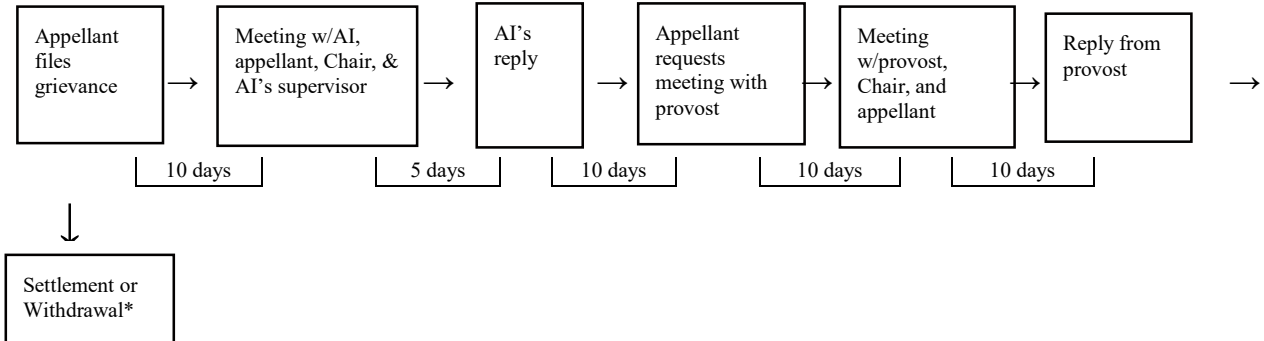 Appellant
files
grievance
Meeting w/AI,
appellant, Chair, &
AI's supervisor
AI's
reply
Appellant
requests
meeting with
provost
Meeting
w/provost,
Chair, and
appellant
Reply from
provost
10 days
5 days
10 days
10 days
10 days
Settlement or
Withdrawal*